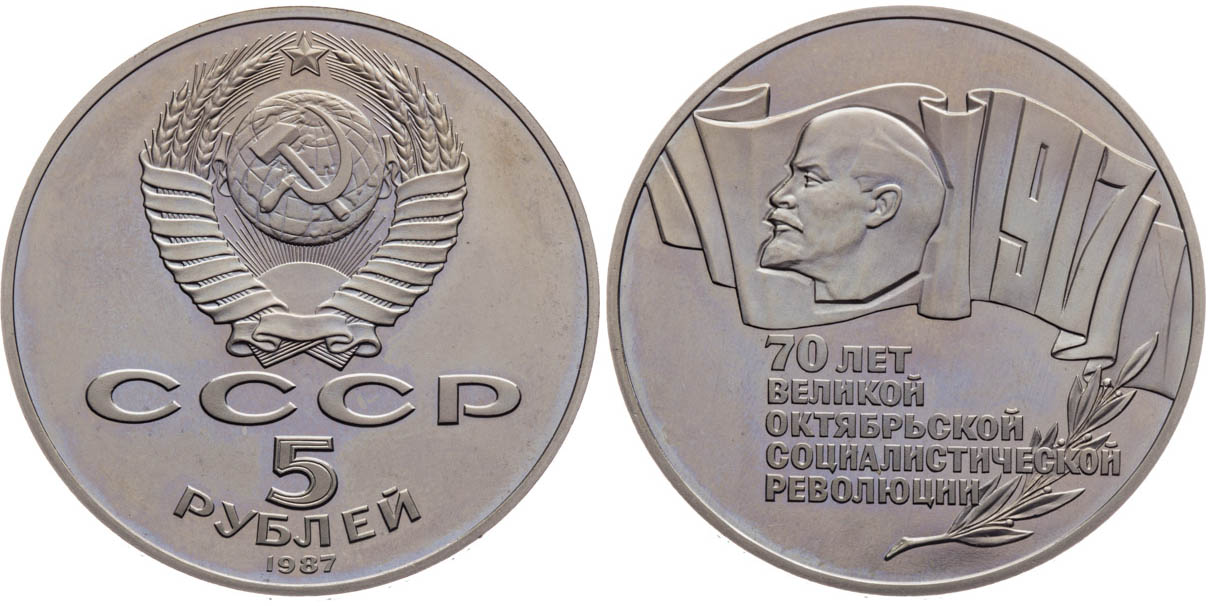 СССР
5
РУБЛЕЙ
1987
1917
70 ЛЕТ
ВЕЛИКОЙ
ОКТЯБРЬСКОЙ
СОЦИАЛИСТИЧЕСКОЙ
РЕВОЛЮЦИИ